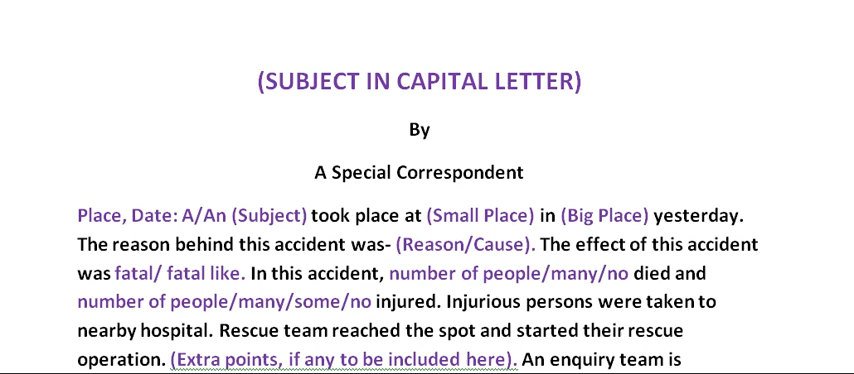 (SUBJECT IN CAPITAL LETTER)
By
A Special Correspondent
Place, Date: A/An (Subject) took place at (Small Place) in (Big Place) yesterday.
The reason behind this accident was- (Reason/Cause). The effect of this accident
was fatal/ fatal like. In this accident, number of people/many/no died and
number of people/many/some/no injured. Injurious persons were taken to
nearby hospital. Rescue team reached the spot and started their rescue
operation. (Extra points, if any to be included here). An enquiry team is